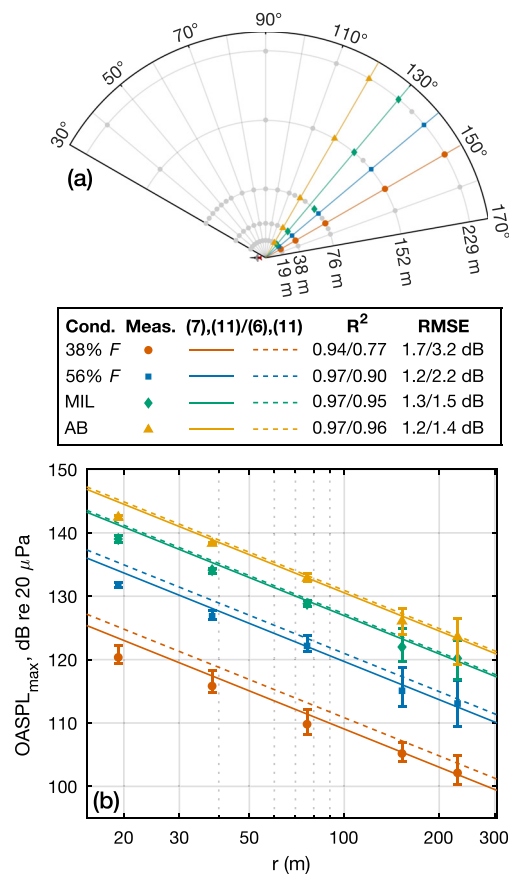 90°
70°
110°
50°
130°
30°
150°
(a)
170°
19 m
38 m
76 m
152 m
229 m
Cond. Meas. (7),(11)/(6),(11) R² RMSE
38% F 0.94/0.77 1.7/3.2 dB
56% F 0.97/0.90 1.2/2.2 dB
MIL 0.97/0.95 1.3/1.5 dB
AB 0.97/0.96 1.2/1.4 dB
150
140
130
120
110
100
OASPLmax, dB re 20 μPa
(b)
20 30 50 100 200 300
r (m)